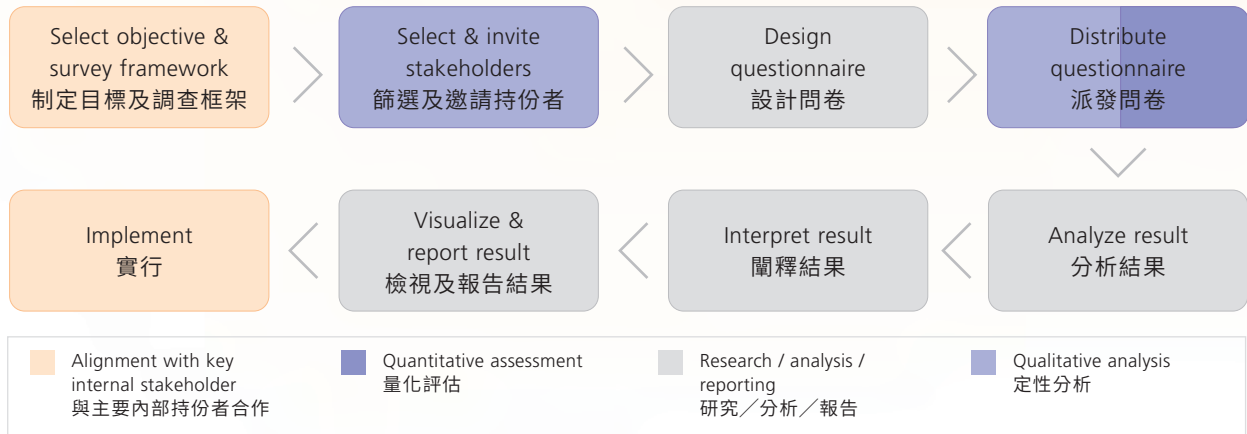 Select objective &
survey framework
制定目標及調查框架
Select & invite
stakeholders
篩選及邀請持份者
Design
questionnaire
設計問卷
Distribute
questionnaire
派發問卷
Implement
實行
Visualize &
report result
檢視及報告結果
Interpret result
闡釋結果
Analyze result
分析結果
Alignment with key
internal stakeholder
與主要內部持份者合作
Quantitative assessment
量化評估
Research / analysis /
reporting
研究／分析／報告
Qualitative analysis
定性分析